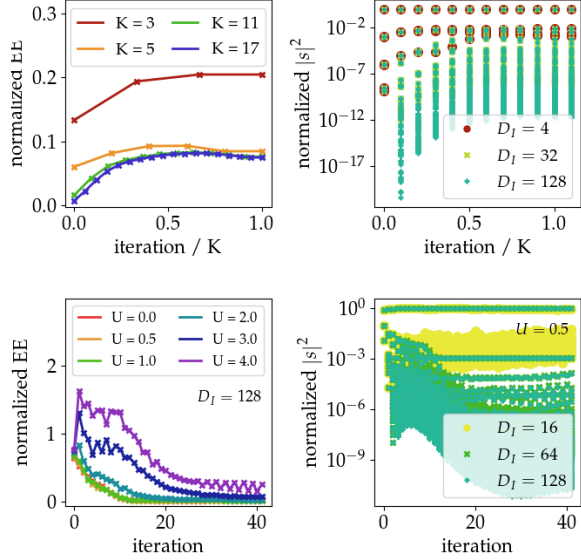 normalized EE
0.3
0.2
0.1
0.0
K = 3
K = 11
K = 5
K = 17
0.0
0.5
1.0
iteration / K
normalized |s|²
10⁻²
10⁻⁷
10⁻¹²
10⁻¹⁷
D_I = 4
D_I = 32
D_I = 128
0.0
0.5
1.0
iteration / K
normalized EE
2
1
0
U = 0.0
U = 2.0
U = 0.5
U = 3.0
U = 1.0
U = 4.0
D_I = 128
0
20
40
iteration
normalized |s|²
10⁰
10⁻³
10⁻⁶
10⁻⁹
U = 0.5
D_I = 16
D_I = 64
D_I = 128
0
20
40
iteration